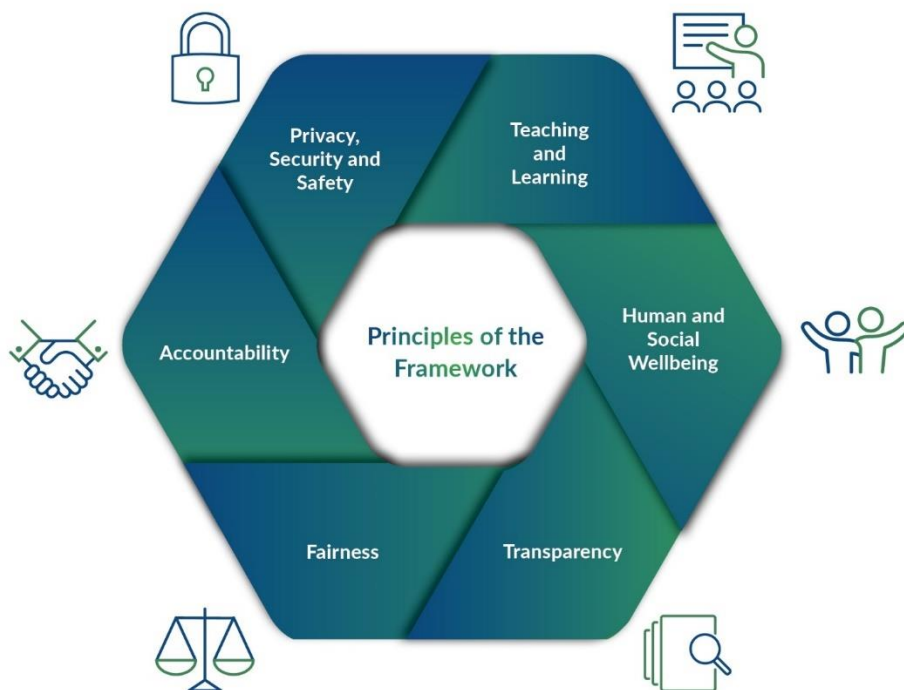 Privacy,
Security and
Safety
Teaching
and
Learning
Accountability
Principles of the
Framework
Human and
Social
Wellbeing
Fairness
Transparency